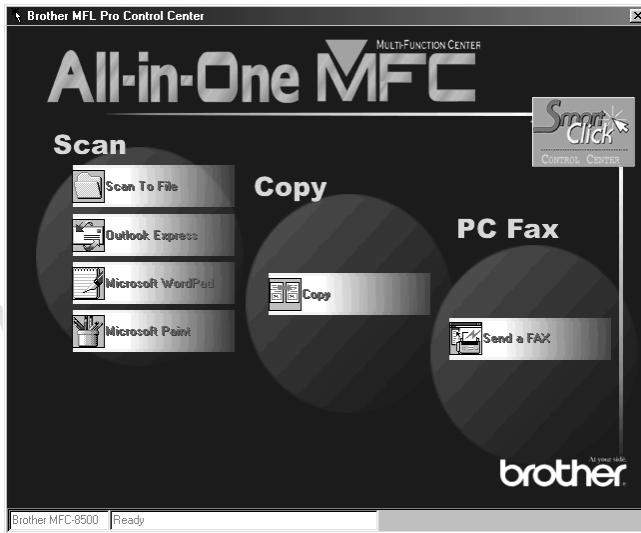 Brother MFL Pro Control Center
All-in-One MFC
MULTI-FUNCTION CENTER
Smart Click
CONTROL CENTER
Scan
Scan To File
Outlook Express
Microsoft WordPad
Microsoft Paint
Copy
Copy
PC Fax
Send a FAX
At your side.
brother
Brother MFC-8500
Ready